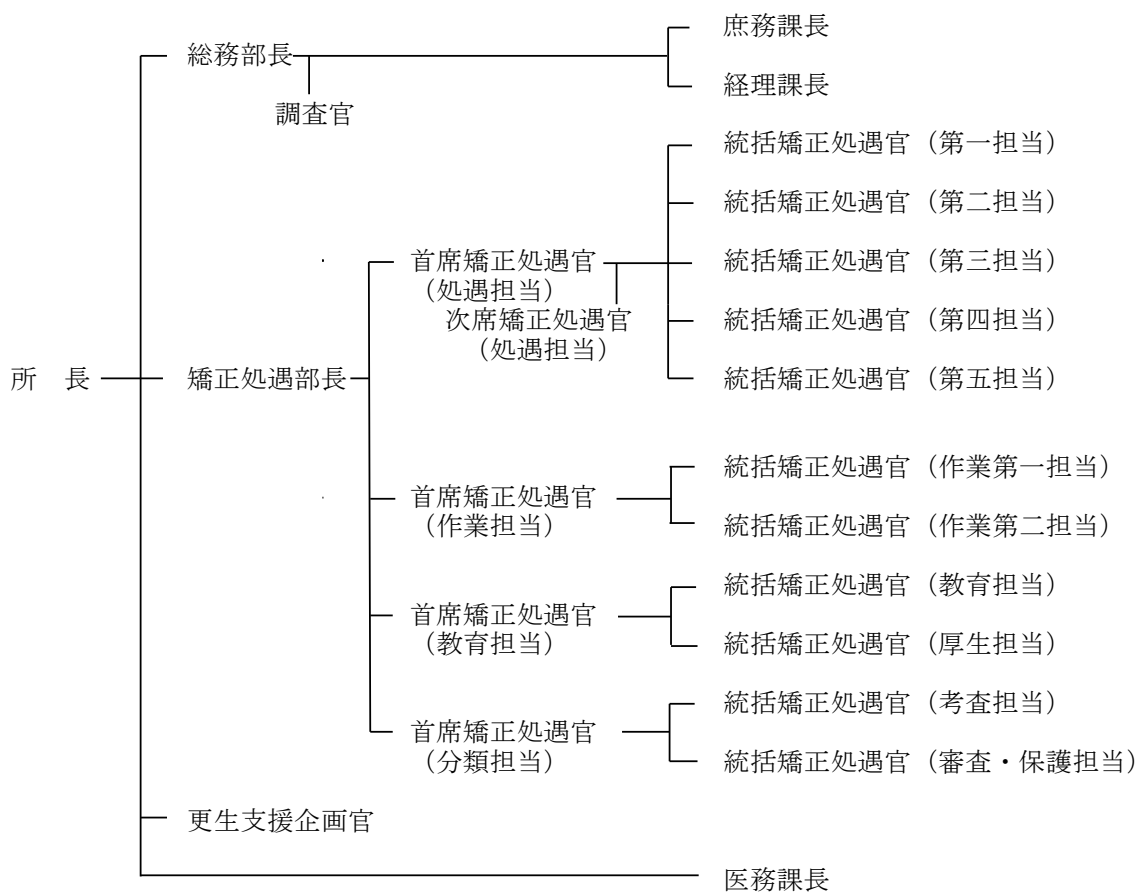 庶務課長
総務部長
経理課長
調査官
統括矯正処遇官（第一担当）
統括矯正処遇官（第二担当）
首席矯正処遇官
（処遇担当）
統括矯正処遇官（第三担当）
次席矯正処遇官
（処遇担当）
統括矯正処遇官（第四担当）
所　長
矯正処遇部長
統括矯正処遇官（第五担当）
統括矯正処遇官（作業第一担当）
首席矯正処遇官
（作業担当）
統括矯正処遇官（作業第二担当）
統括矯正処遇官（教育担当）
首席矯正処遇官
（教育担当）
統括矯正処遇官（厚生担当）
統括矯正処遇官（考査担当）
首席矯正処遇官
（分類担当）
統括矯正処遇官（審査・保護担当）
更生支援企画官
医務課長